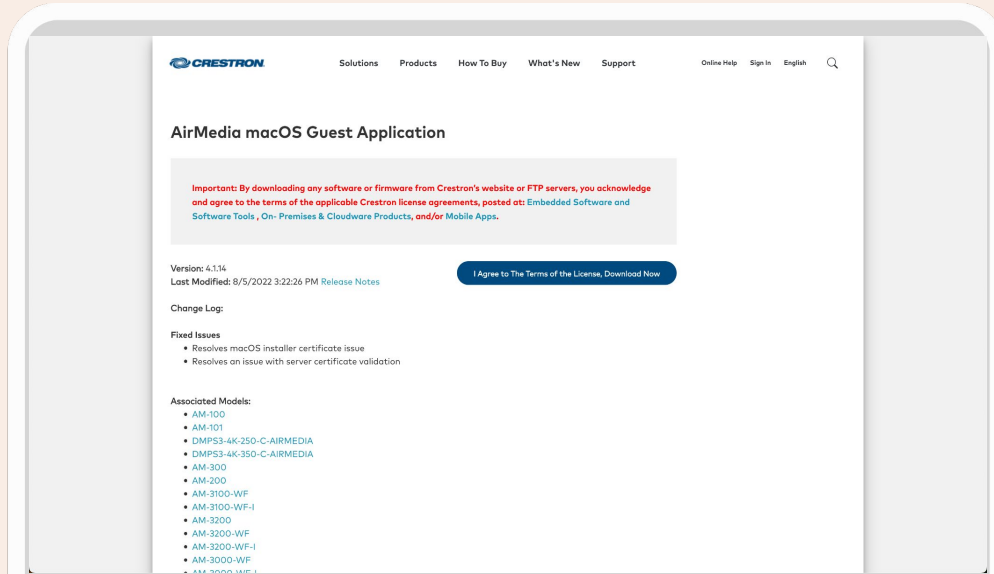 CRESTRON
Solutions Products How To Buy What's New Support Online Help Sign In English
AirMedia macOS Guest Application
Important: By downloading any software or firmware from Crestron's website or FTP servers, you acknowledge
and agree to the terms of the applicable Crestron license agreements, posted at: Embedded Software and
Software Tools , On- Premises & Cloudware Products, and/or Mobile Apps.
Version: 4.1.14
I Agree to The Terms of the License, Download Now
Last Modified: 8/5/2022 3:22:26 PM Release Notes
Change Log:
Fixed Issues
• Resolves macOS installer certificate issue
• Resolves an issue with server certificate validation
Associated Models:
• AM-100
• AM-101
• DMPS3-4K-250-C-AIRMEDIA
• DMPS3-4K-350-C-AIRMEDIA
• AM-300
• AM-200
• AM-3100-WF
• AM-3100-WF-I
• AM-3200
• AM-3200-WF
• AM-3200-WF-I
• AM-3000-WF